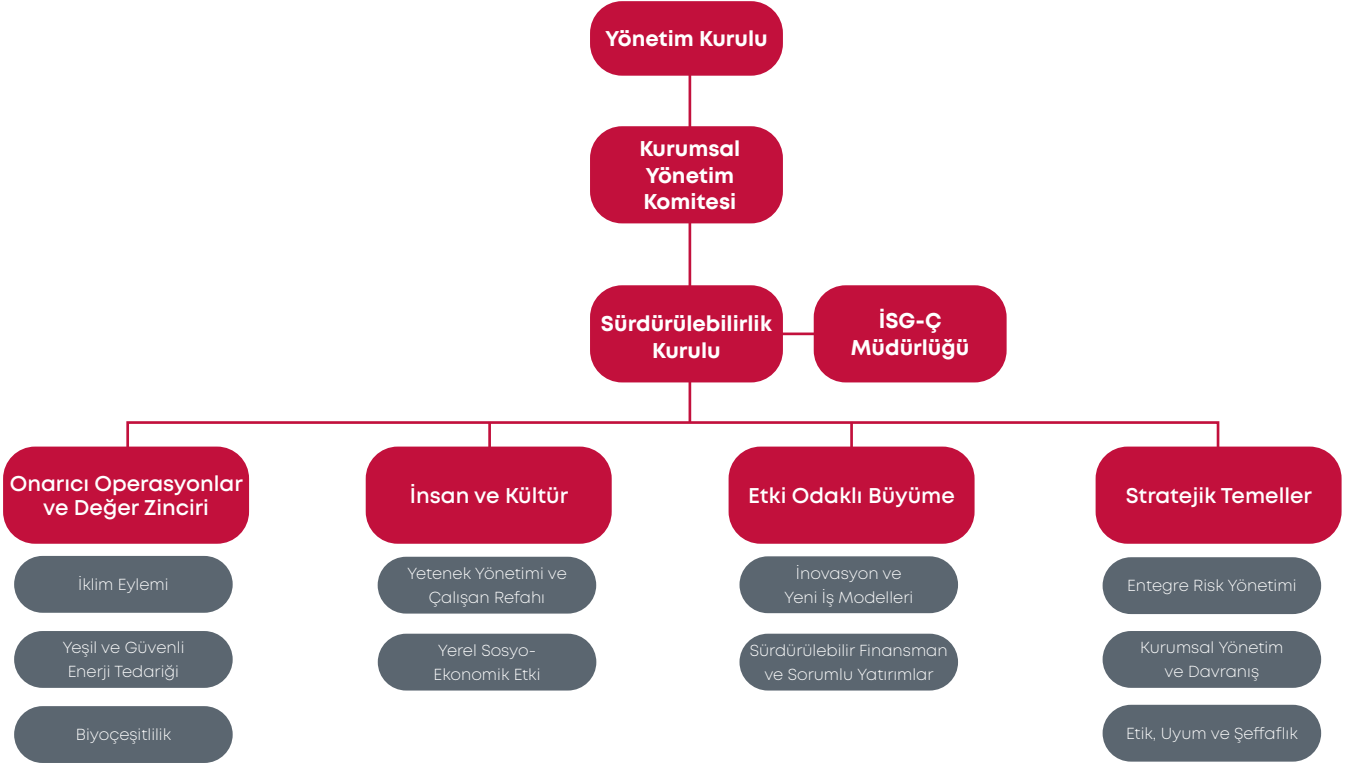 Yönetim Kurulu
Kurumsal
Yönetim
Komitesi
Sürdürülebilirlik
Kurulu
İSG-Ç
Müdürlüğü
Onarıcı Operasyonlar
ve Değer Zinciri
İklim Eylemi
Yeşil ve Güvenli
Enerji Tedariği
Biyoçeşitlilik
İnsan ve Kültür
Yetenek Yönetimi ve
Çalışan Refahı
Yerel Sosyo-
Ekonomik Etki
Etki Odaklı Büyüme
İnovasyon ve
Yeni İş Modelleri
Sürdürülebilir Finansman
ve Sorumlu Yatırımlar
Stratejik Temeller
Entegre Risk Yönetimi
Kurumsal Yönetim
ve Davranış
Etik, Uyum ve Şeffaflık